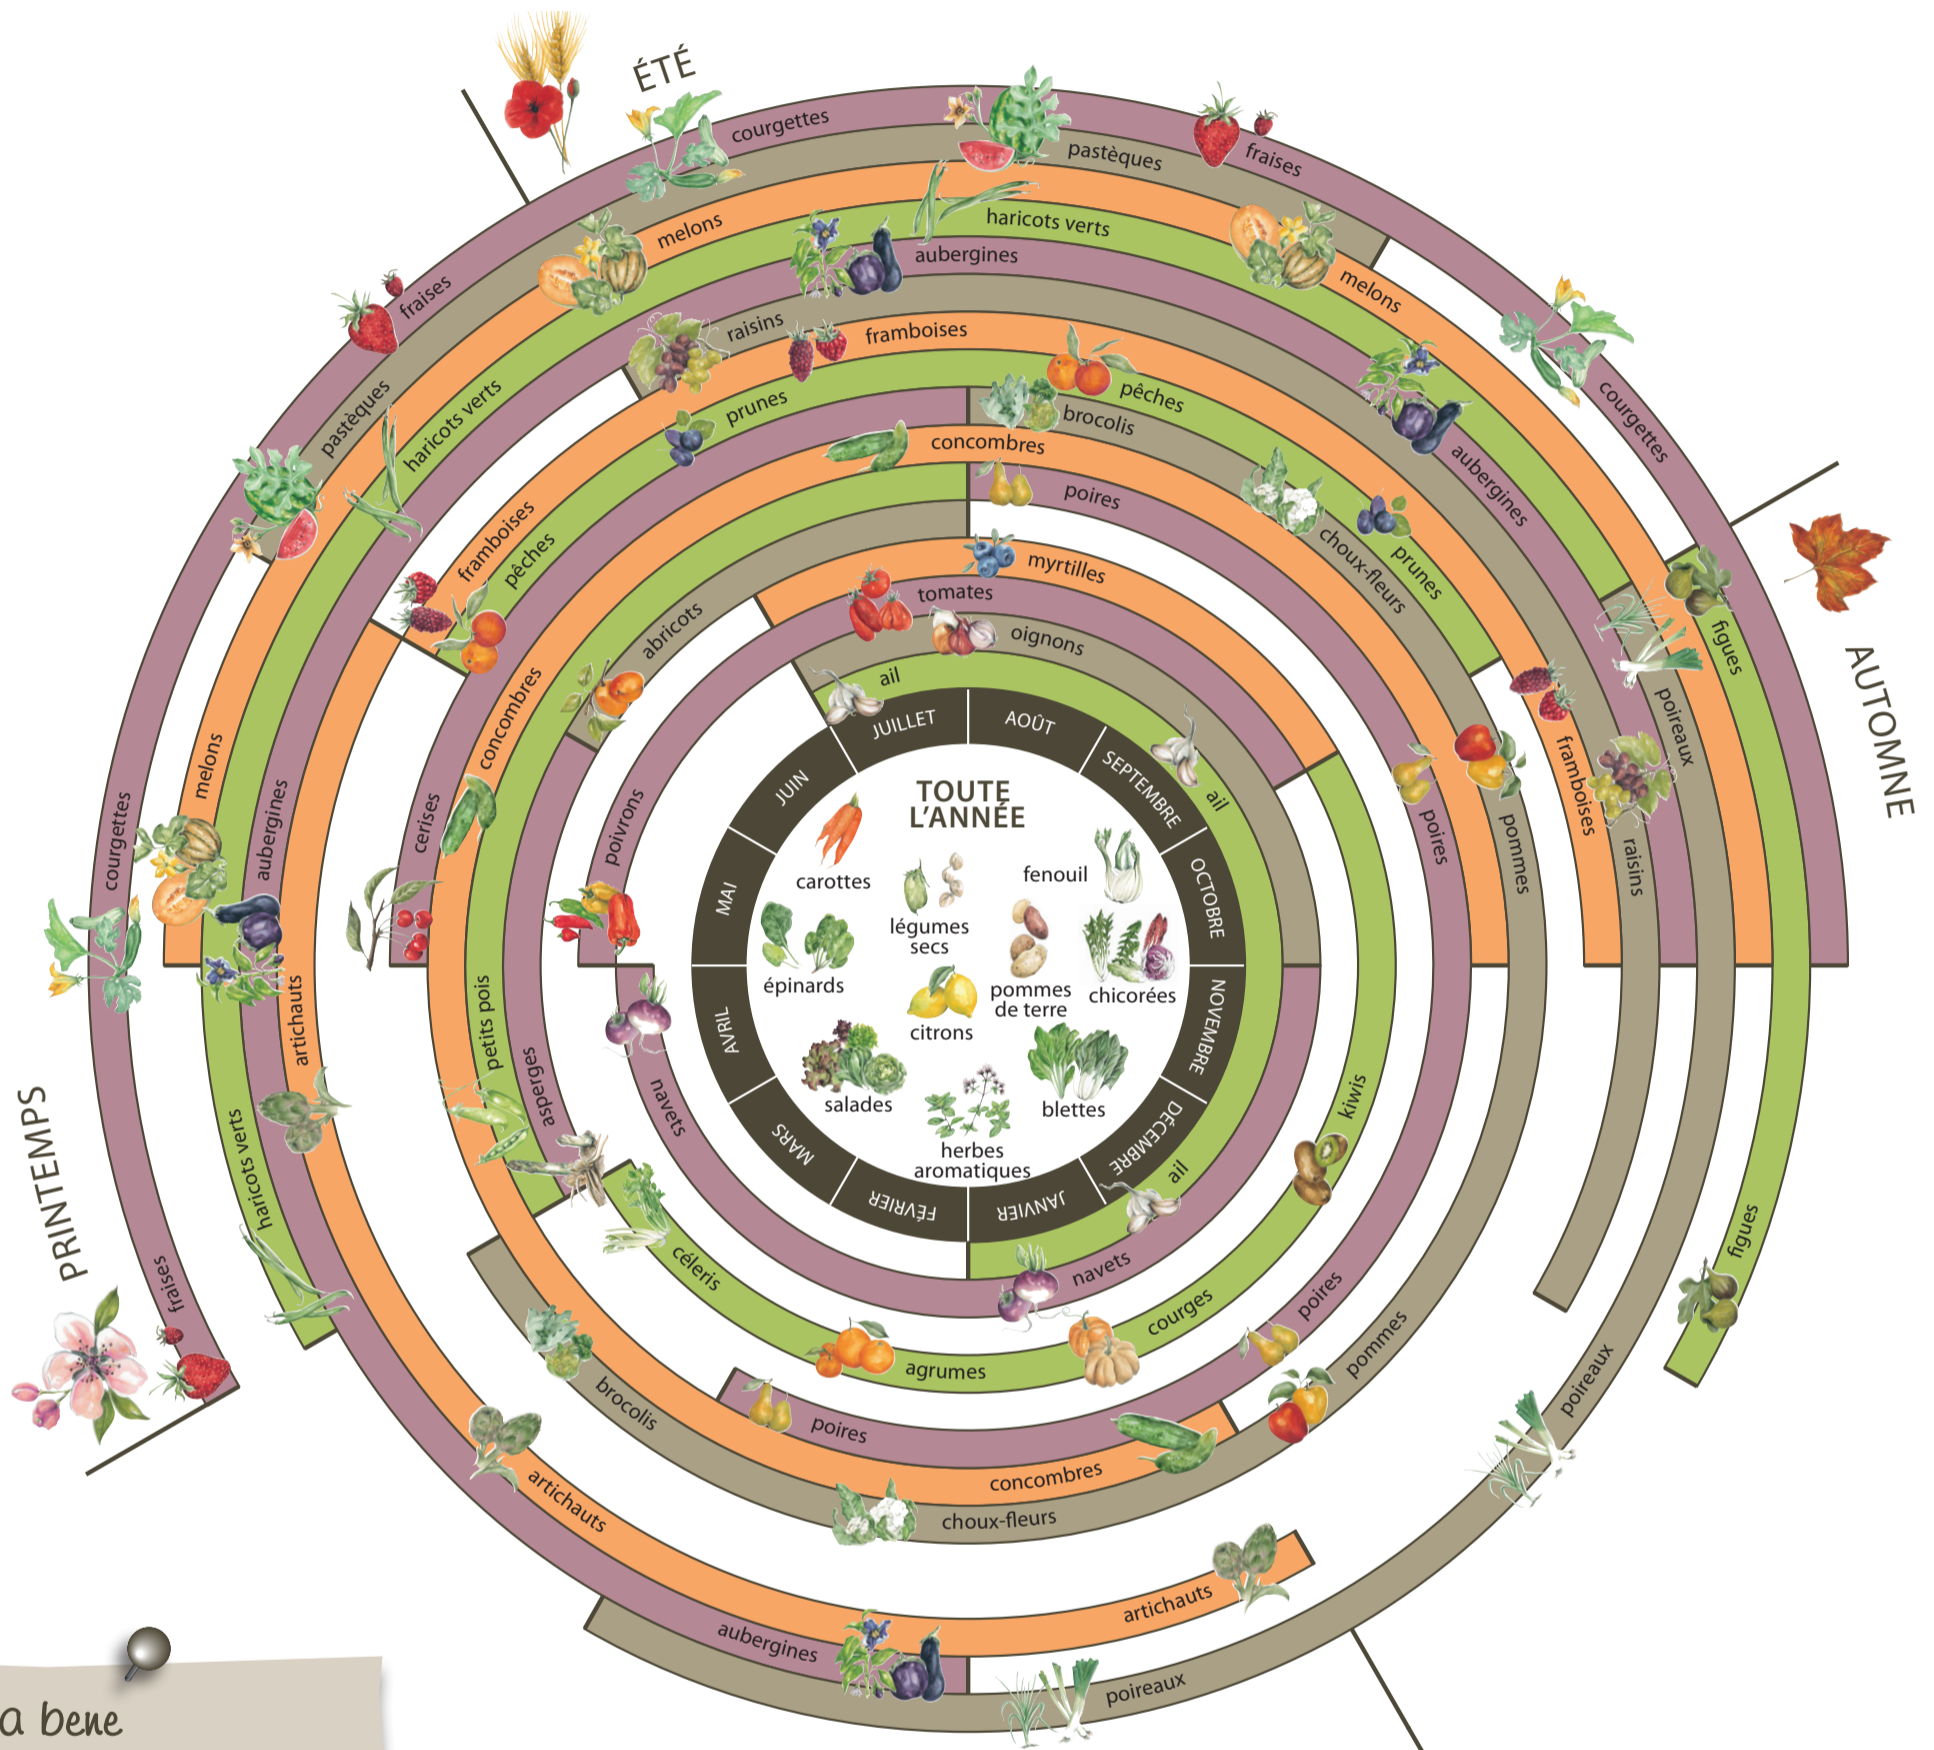 ÉTÉ
courgettes
fraises
pastèques
melons
haricots verts
aubergines
fraises
melons
raisins
framboises
courgettes
pastèques
haricots verts
prunes
pêches
brocolis
concombres
aubergines
poires
framboises
pêches
choux-fleurs
prunes
myrtilles
tomates
abricots
oignons
figues
AUTOMNE
ail
concombres
poireaux
JUILLET
AOÛT
melons
JUIN
SEPTEMBRE
TOUTE
L'ANNÉE
ail
framboises
courgettes
aubergines
cerises
poivrons
poires
pommes
raisins
MAI
carottes
fenouil
OCTOBRE
légumes
secs
épinards
pommes
de terre
chicorées
artichauts
petits pois
AVRIL
citrons
NOVEMBRE
asperges
navets
salades
blettes
kiwis
PRINTEMPS
haricots verts
MARS
DÉCEMBRE
herbes
aromatiques
ail
FÉVRIER
JANVIER
figues
fraises
céleris
navets
courges
poires
agrumes
pommes
brocolis
poires
poireaux
concombres
artichauts
choux-fleurs
artichauts
aubergines
poireaux
a bene